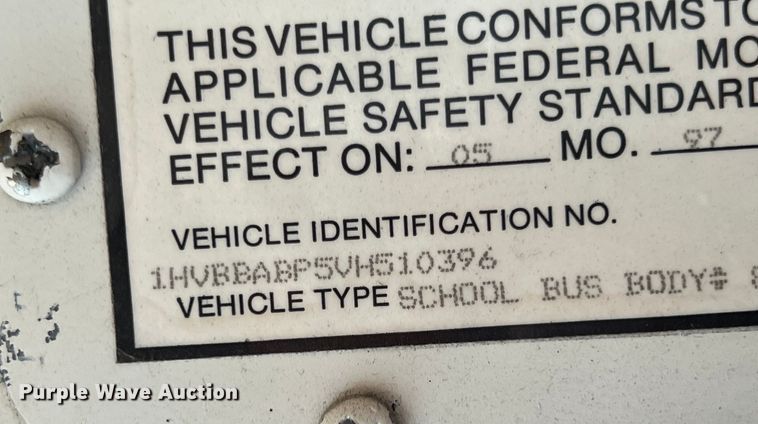 THIS VEHICLE CONFORMS TO
APPLICABLE FEDERAL MO
VEHICLE SAFETY STANDARD
EFFECT ON: 05 MO. 97
VEHICLE IDENTIFICATION NO.
1HVBBABP5VH510396
VEHICLE TYPE SCHOOL BUS BODY#
Purple Wave Auction